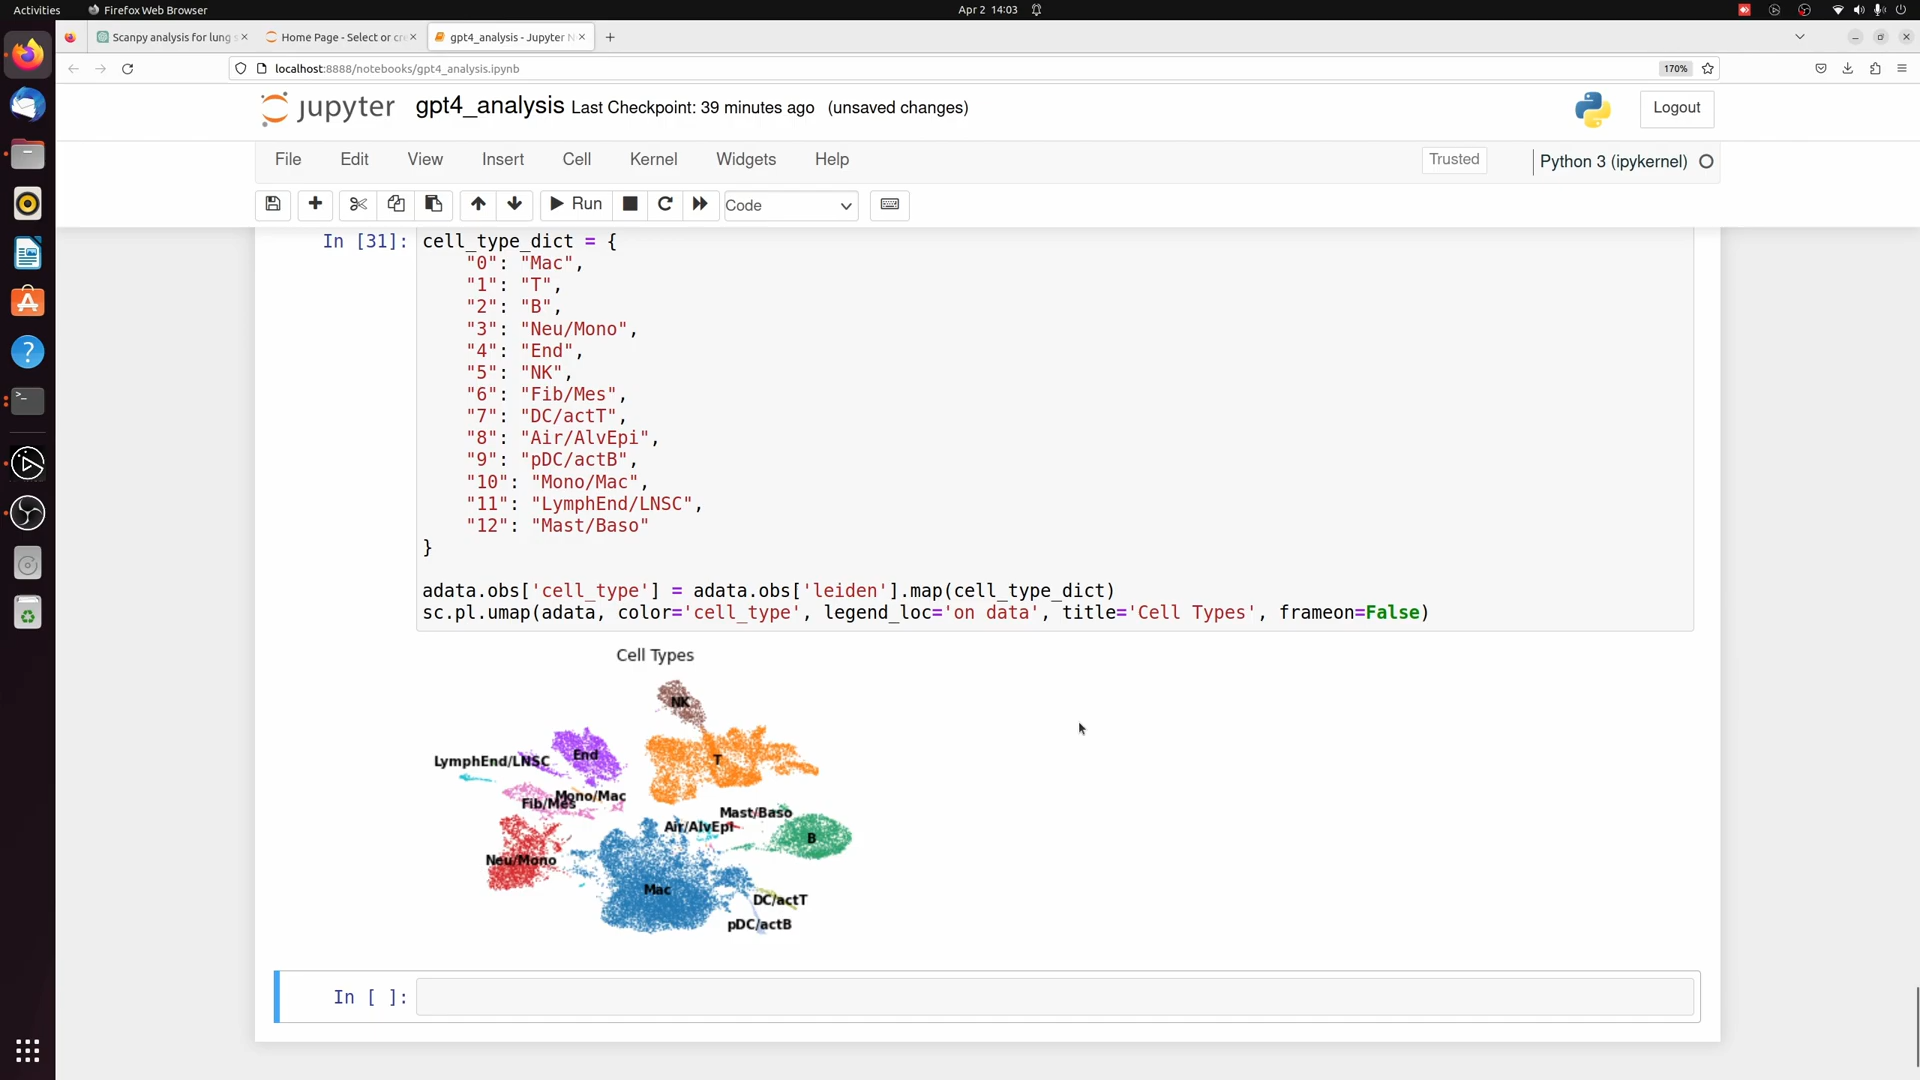 Activities Firefox Web Browser Apr 2 14:03
Scanpy analysis for lung Home Page - Select or cre gpt4_analysis - Jupyter N
localhost:8888/notebooks/gpt4_analysis.ipynb 170%
jupyter gpt4_analysis Last Checkpoint: 39 minutes ago (unsaved changes) Logout
File Edit View Insert Cell Kernel Widgets Help Trusted Python 3 (ipykernel)
Run Code
In [31]: cell_type_dict = {
"0": "Mac",
"1": "T",
"2": "B",
"3": "Neu/Mono",
"4": "End",
"5": "NK",
"6": "Fib/Mes",
"7": "DC/actT",
"8": "Air/AlvEpi",
"9": "pDC/actB",
"10": "Mono/Mac",
"11": "LymphEnd/LNSC",
"12": "Mast/Baso"
}
adata.obs['cell_type'] = adata.obs['leiden'].map(cell_type_dict)
sc.pl.umap(adata, color='cell_type', legend_loc='on data', title='Cell Types', frameon=False)
Cell Types
NK
End
T
LymphEnd/LNSC
Mono/Mac
Fib/Mes
Mast/Baso
Air/AlvEpi
B
Neu/Mono
Mac
DC/actT
pDC/actB
In [ ]: